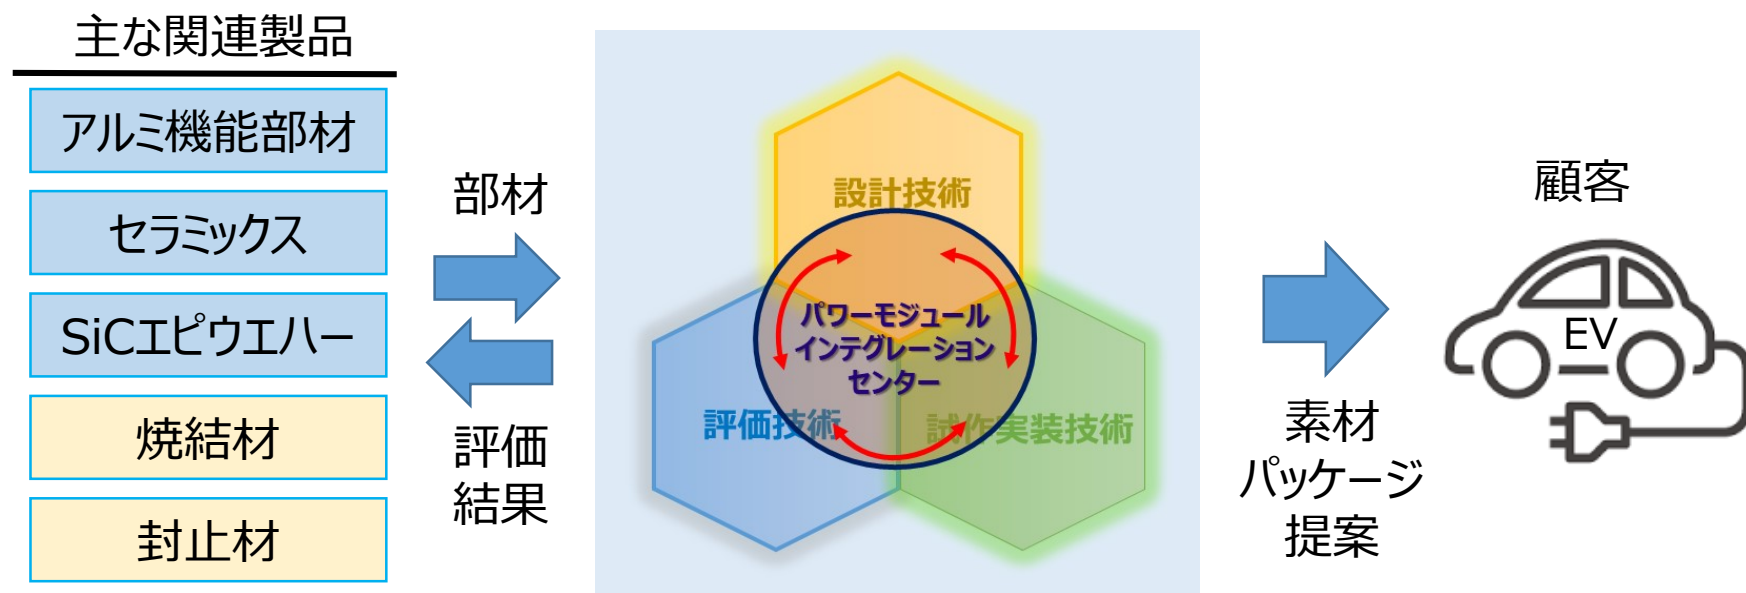 主な関連製品
アルミ機能部材
セラミックス
SiCエピウエハー
焼結材
封止材
部材
評価
結果
設計技術
パワーモジュール
インテグレーション
センター
評価技術
試作実装技術
素材
パッケージ
提案
顧客
EV